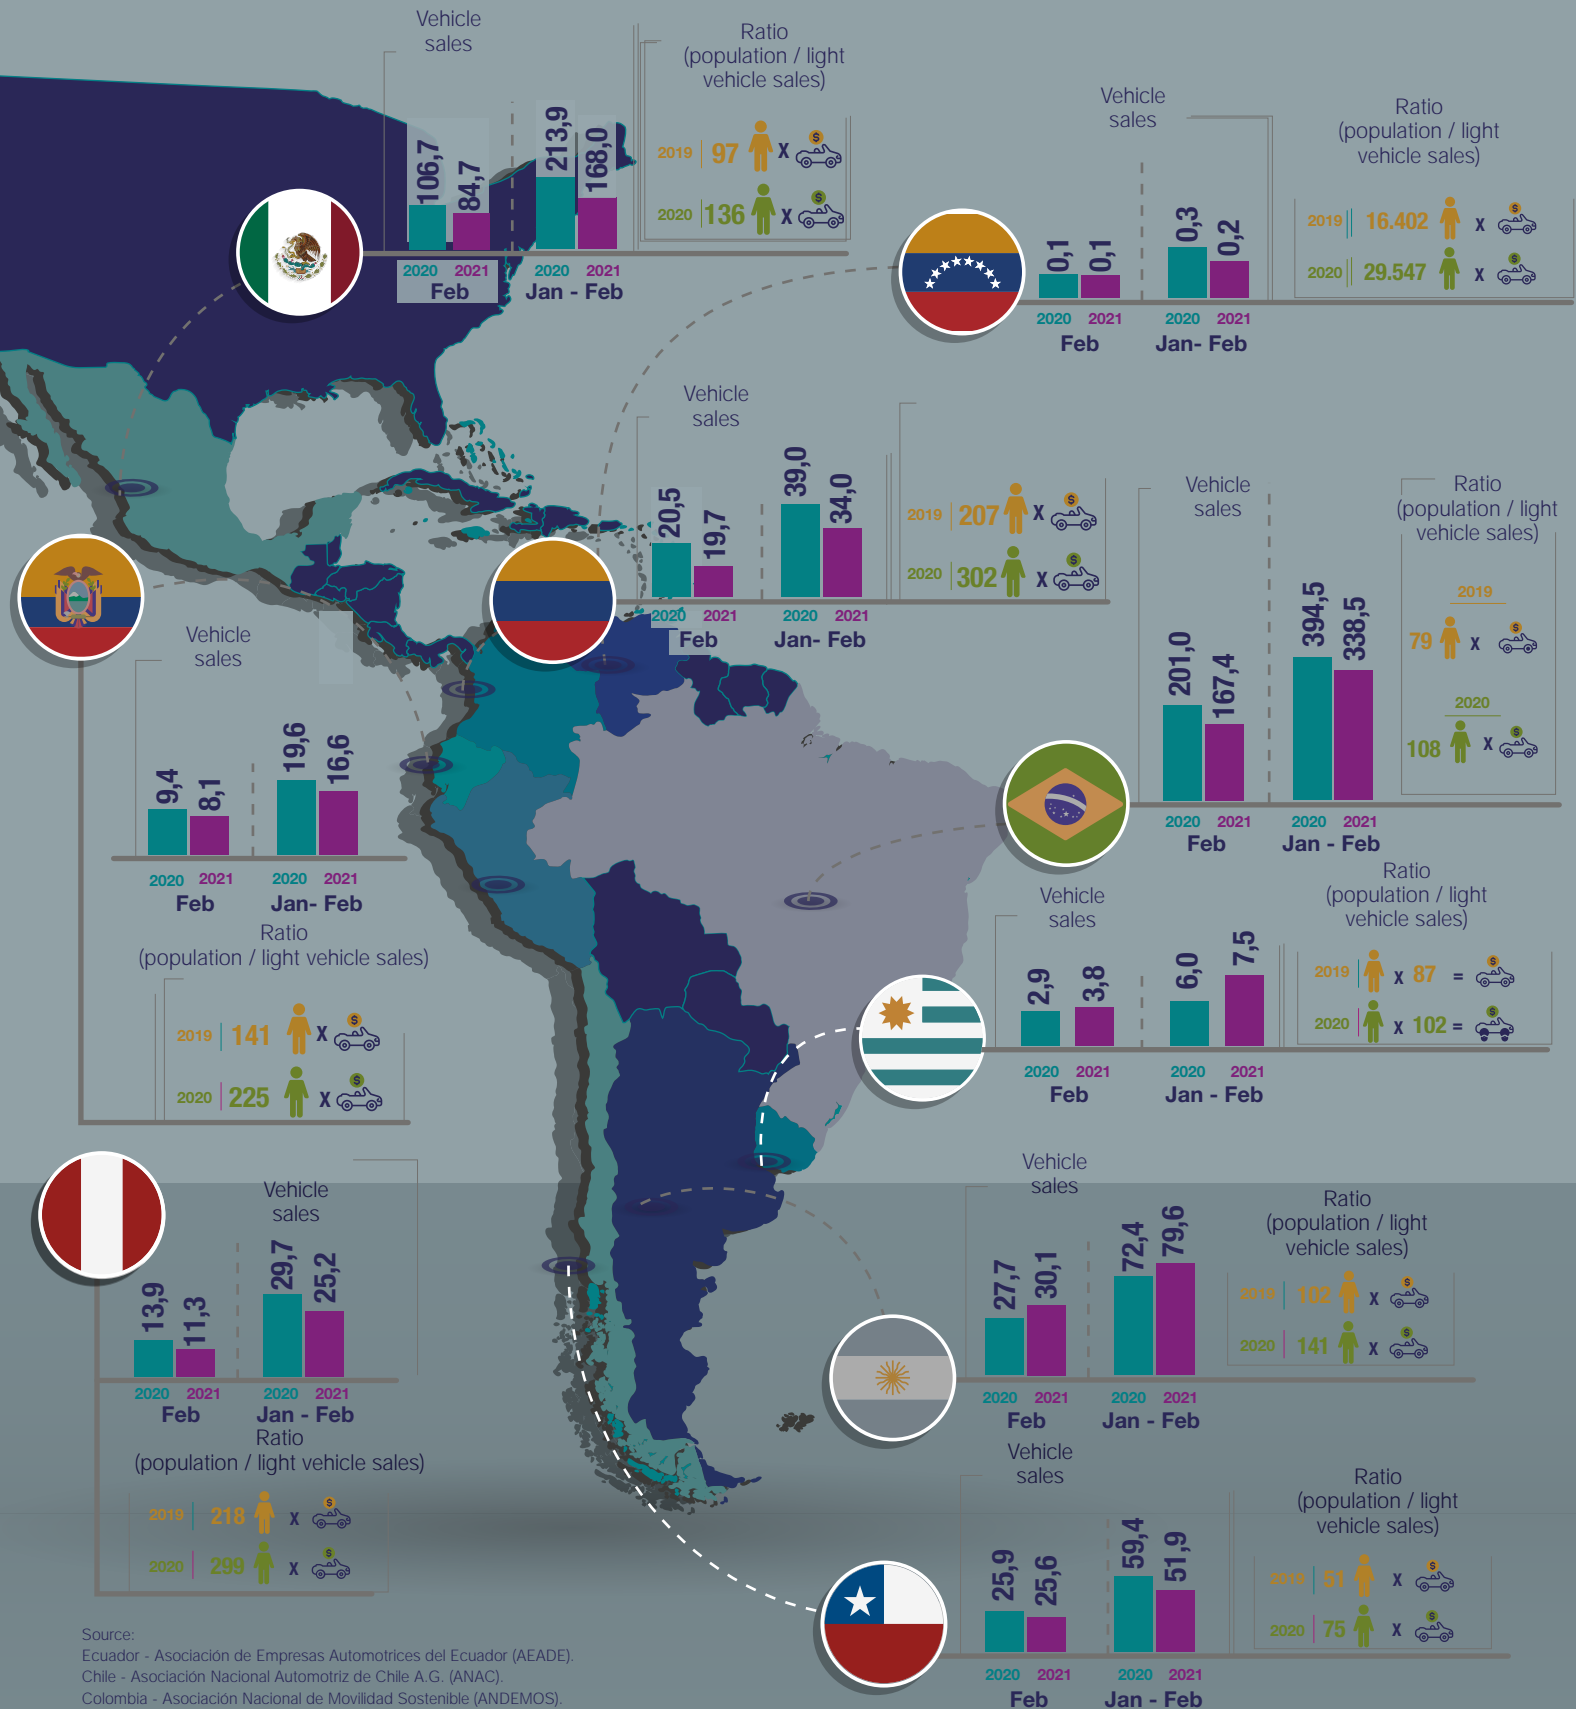 Vehicle
sales
106,7
84,7
213,9
168,0
2020
2021
2020
2021
Feb
Jan - Feb
Ratio
(population / light
vehicle sales)
2019
97
X
$
2020
136
X
$
Vehicle
sales
0,1
0,1
0,3
0,2
2020
2021
2020
2021
Feb
Jan- Feb
Ratio
(population / light
vehicle sales)
2019
16.402
X
$
2020
29.547
X
$
Vehicle
sales
20,5
19,7
39,0
34,0
2020
2021
2020
2021
Feb
Jan- Feb
2019
207
X
$
2020
302
X
$
Vehicle
sales
201,0
167,4
394,5
338,5
2020
2021
2020
2021
Feb
Jan - Feb
Ratio
(population / light
vehicle sales)
2019
79
X
$
2020
108
X
$
Vehicle
sales
9,4
8,1
19,6
16,6
2020
2021
2020
2021
Feb
Jan- Feb
Ratio
(population / light vehicle sales)
2019
141
X
$
2020
225
X
$
Vehicle
sales
2,9
3,8
6,0
7,5
2020
2021
2020
2021
Feb
Jan - Feb
Ratio
(population / light
vehicle sales)
2019
X 87 =
$
2020
X 102 =
$
Vehicle
sales
13,9
11,3
29,7
25,2
2020
2021
2020
2021
Feb
Jan - Feb
Ratio
(population / light vehicle sales)
2019
218
X
$
2020
299
X
$
Vehicle
sales
27,7
30,1
72,4
79,6
2020
2021
2020
2021
Feb
Jan - Feb
Ratio
(population / light
vehicle sales)
2019
102
X
$
2020
141
X
$
Vehicle
sales
25,9
25,6
59,4
51,9
2020
2021
2020
2021
Feb
Jan - Feb
Ratio
(population / light
vehicle sales)
2019
51
X
$
2020
75
X
$
Source:
Ecuador - Asociación de Empresas Automotrices del Ecuador (AEADE).
Chile - Asociación Nacional Automotriz de Chile A.G. (ANAC).
Colombia - Asociación Nacional de Movilidad Sostenible (ANDEMOS).